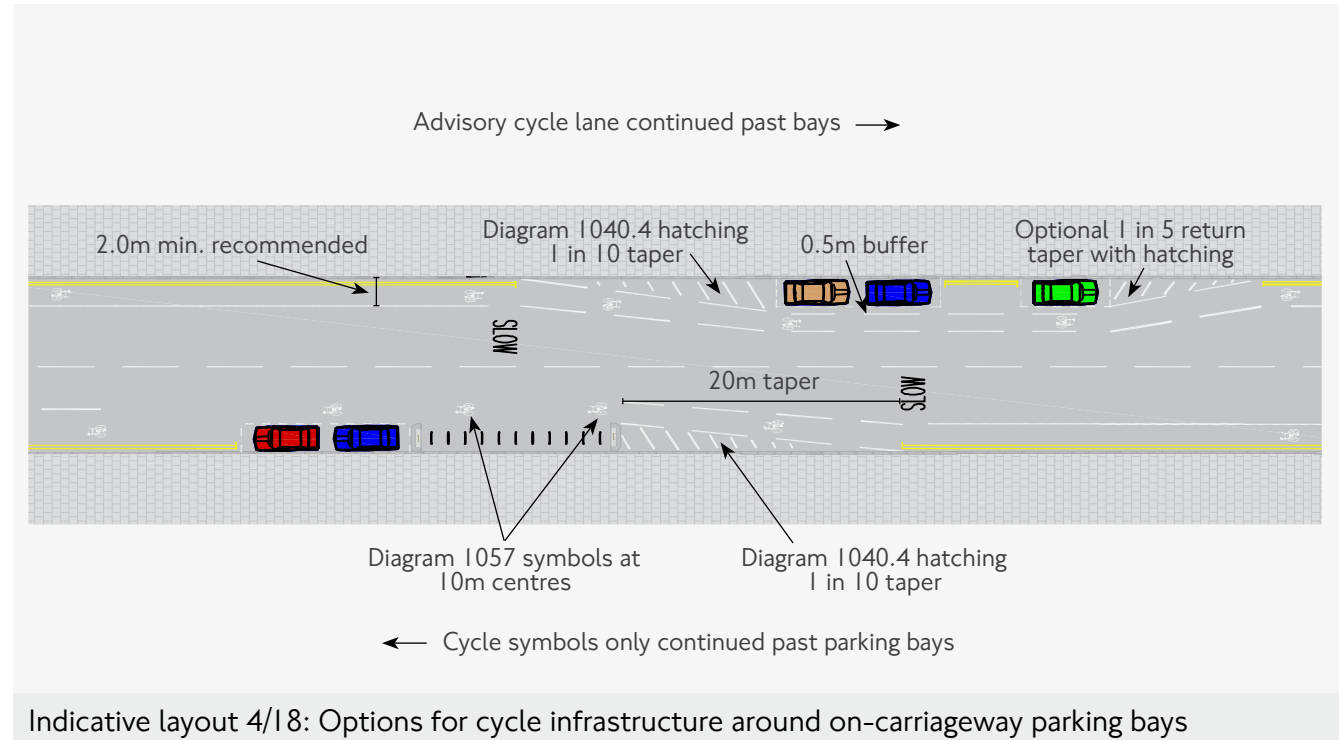 Advisory cycle lane continued past bays
2.0m min. recommended
Diagram 1040.4 hatching
1 in 10 taper
0.5m buffer
Optional 1 in 5 return
taper with hatching
SLOW
20m taper
SLOW
Diagram 1057 symbols at
10m centres
Diagram 1040.4 hatching
1 in 10 taper
Cycle symbols only continued past parking bays
Indicative layout 4/18: Options for cycle infrastructure around on-carriageway parking bays